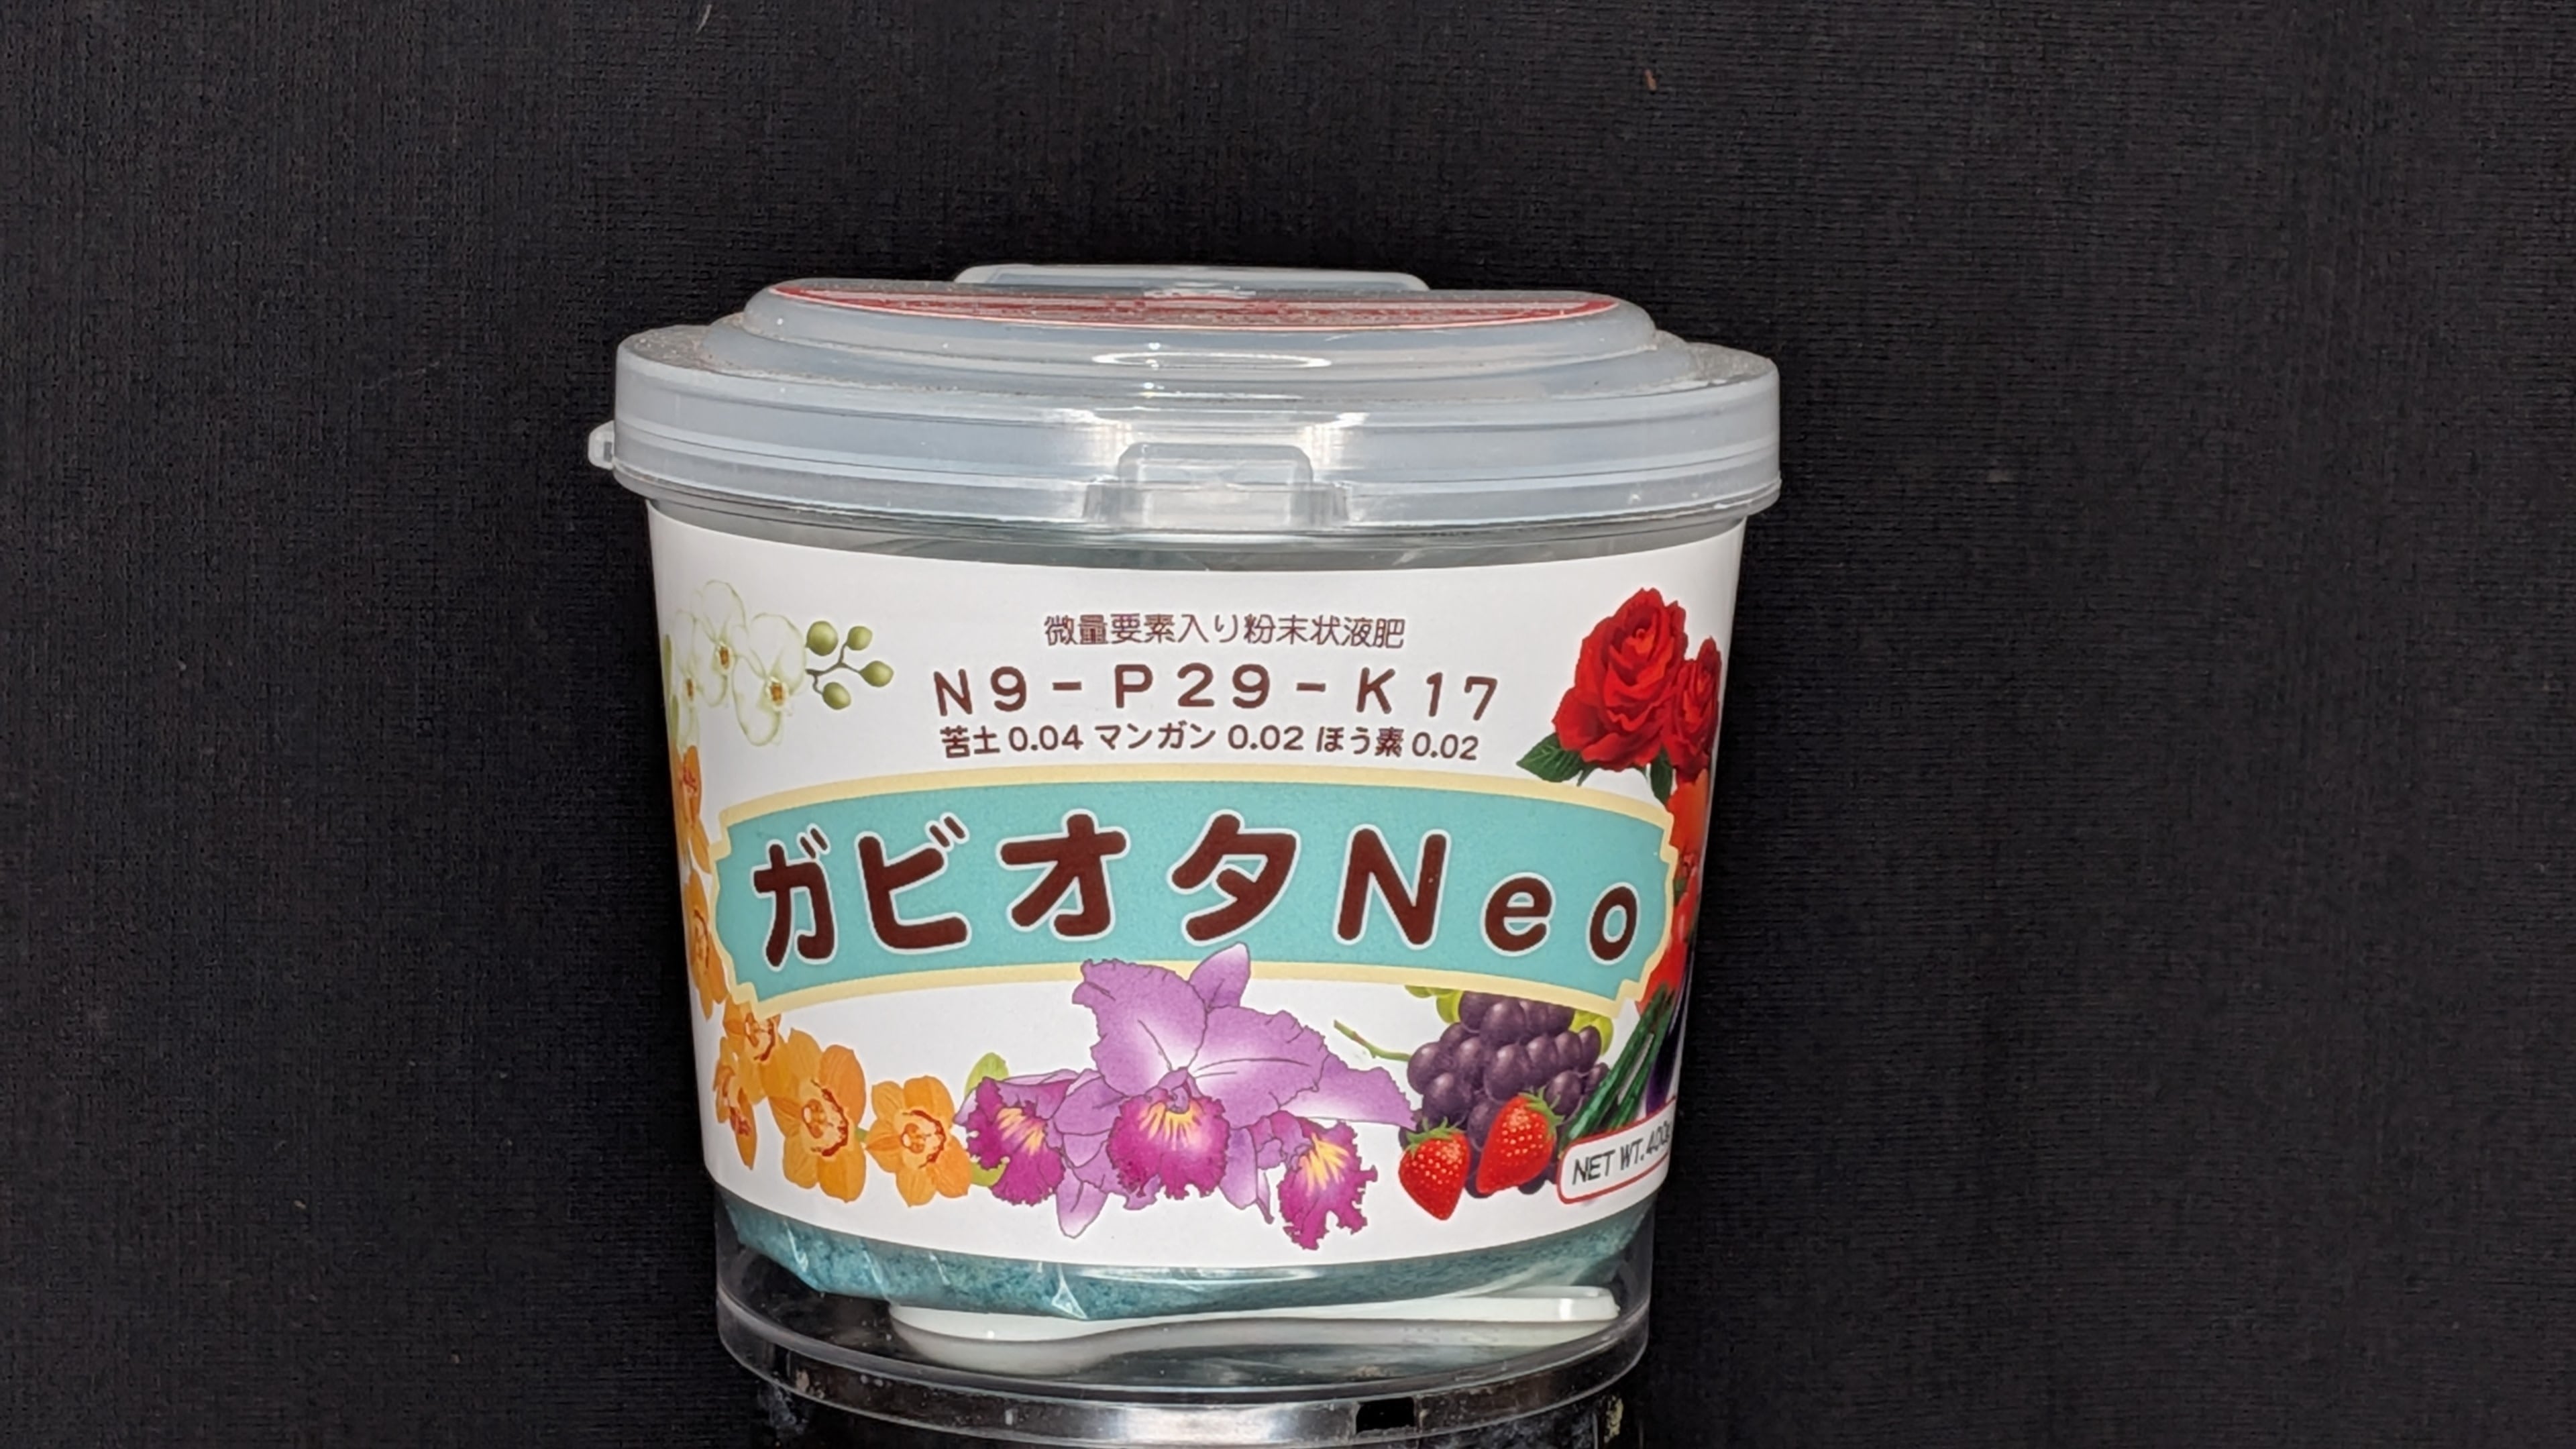 微量要素入り粉末状液肥
N9-P29-K17
苦土0.04 マンガン0.02 ほう素0.02
ガビオタNeo
NET WT.400g